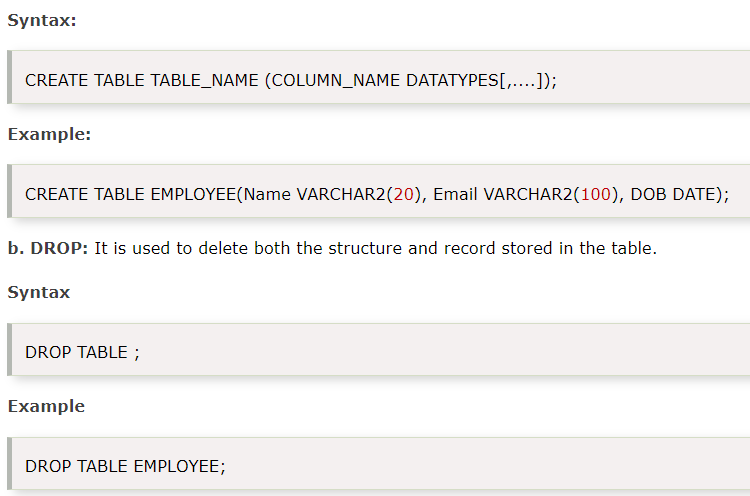 Syntax:
CREATE TABLE TABLE_NAME (COLUMN_NAME DATATYPES[,....]);
Example:
CREATE TABLE EMPLOYEE(Name VARCHAR2(20), Email VARCHAR2(100), DOB DATE);
b. DROP: It is used to delete both the structure and record stored in the table.
Syntax
DROP TABLE ;
Example
DROP TABLE EMPLOYEE;